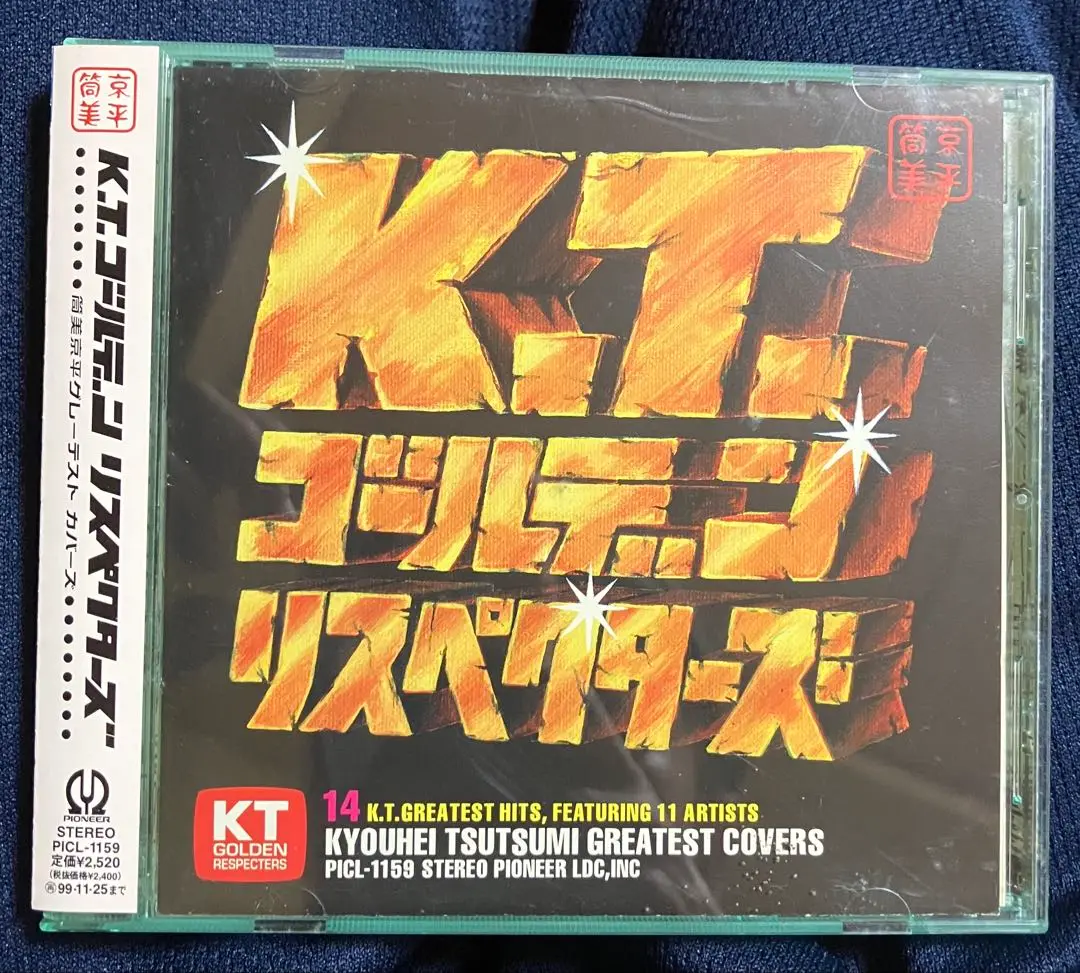 筒美京平
K.T.ゴールデン リスペクターズ
筒美京平グレーテスト カバーズ
PIONEER
STEREO
PICL-1159
定価¥2,520
(税抜価格¥2,400)
再99・11・25まで
筒美京平
K.T.
ゴールデン
リスペクターズ
KT
GOLDEN
RESPECTERS
14 K.T.GREATEST HITS, FEATURING 11 ARTISTS
KYOUHEI TSUTSUMI GREATEST COVERS
PICL-1159 STEREO PIONEER LDC,INC